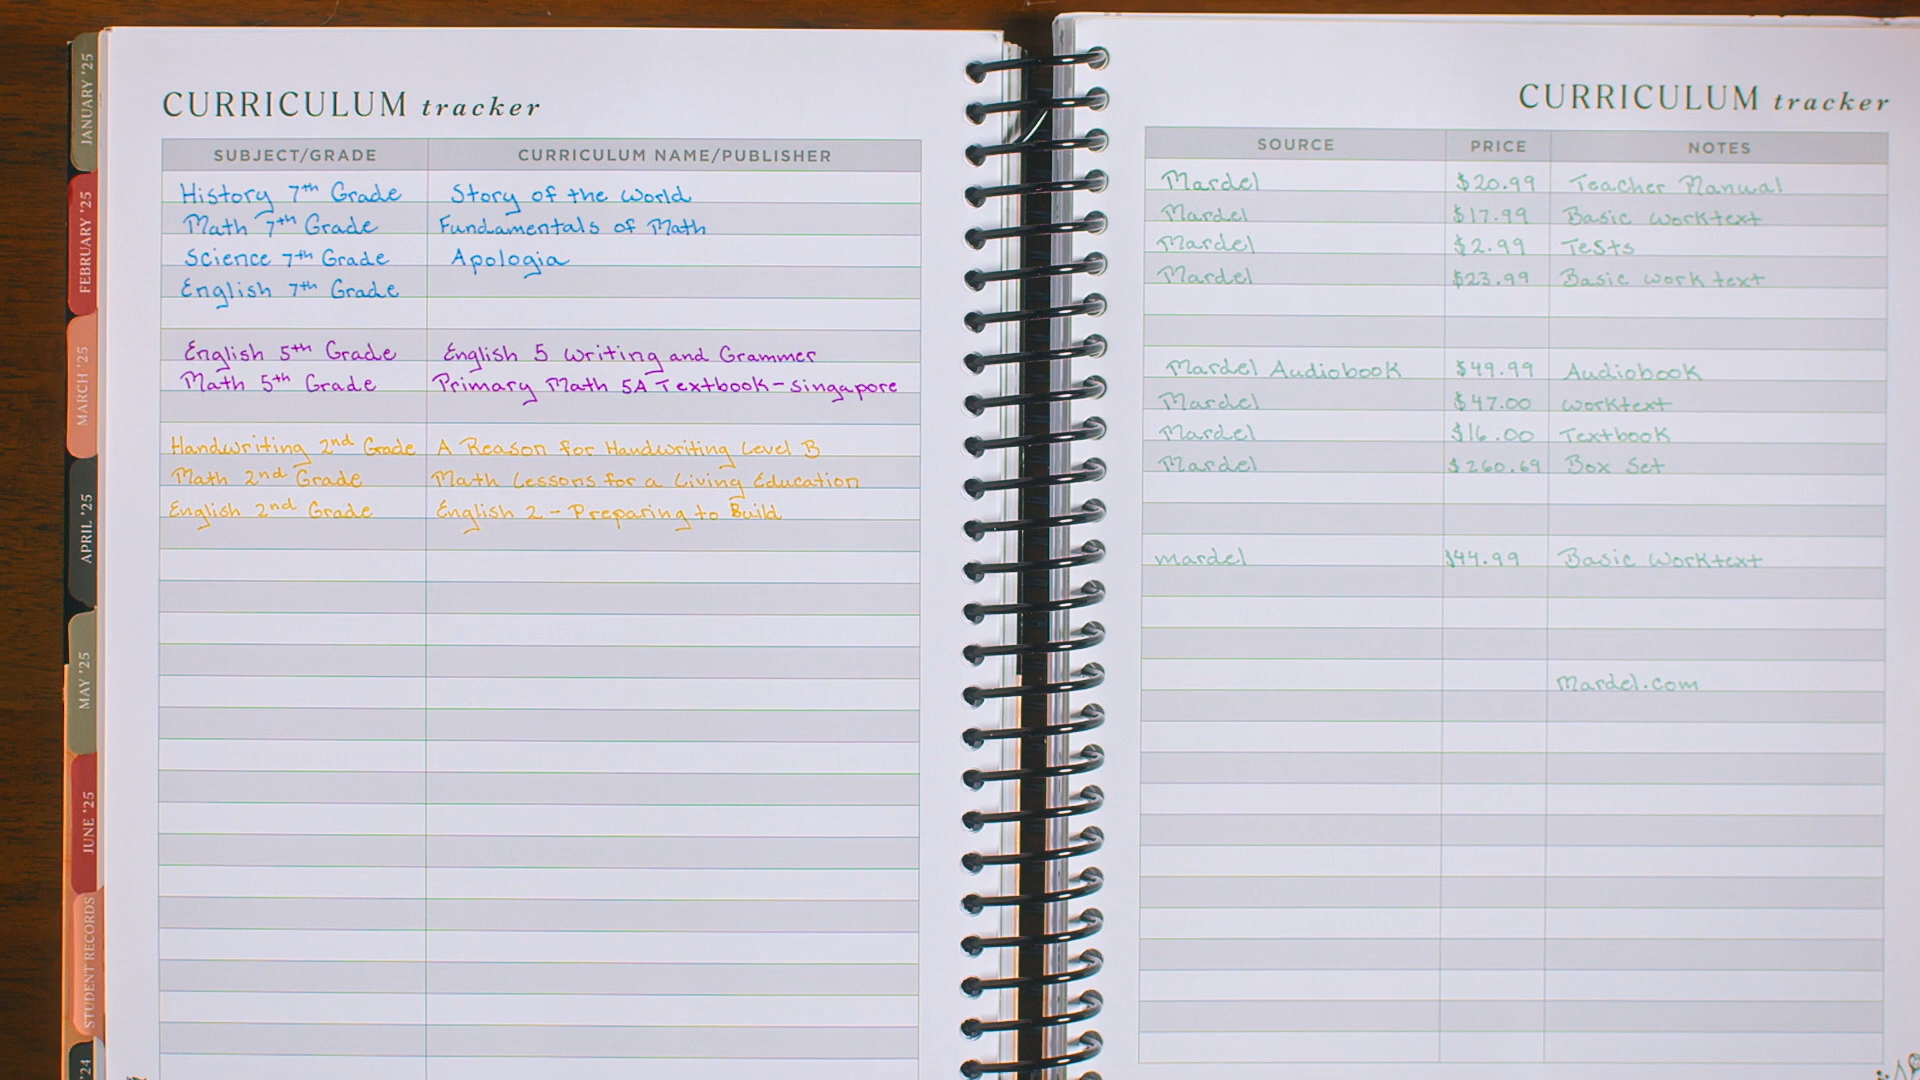 CURRICULUM tracker
SUBJECT/GRADE CURRICULUM NAME/PUBLISHER
History 7th Grade Story of the World
Math 7th Grade Fundamentals of Math
Science 7th Grade Apologia
English 7th Grade
English 5th Grade English 5 Writing and Grammer
Math 5th Grade Primary Math 5A Textbook - Singapore
Handwriting 2nd Grade A Reason for Handwriting Level B
Math 2nd Grade Math Lessons for a Living Education
English 2nd Grade English 2 - Preparing to Build
CURRICULUM tracker
SOURCE PRICE NOTES
Mardel $20.99 Teacher Manual
Mardel $17.99 Basic Worktext
Mardel $2.99 Tests
Mardel $23.99 Basic work text
Mardel Audiobook $49.99 Audiobook
Mardel $47.00 worktext
Mardel $16.00 Textbook
Mardel $260.69 Box Set
mardel $44.99 Basic Worktext
Mardel.com
JANUARY '25
FEBRUARY '25
MARCH '25
APRIL '25
MAY '25
JUNE '25
STUDENT RECORDS
'24